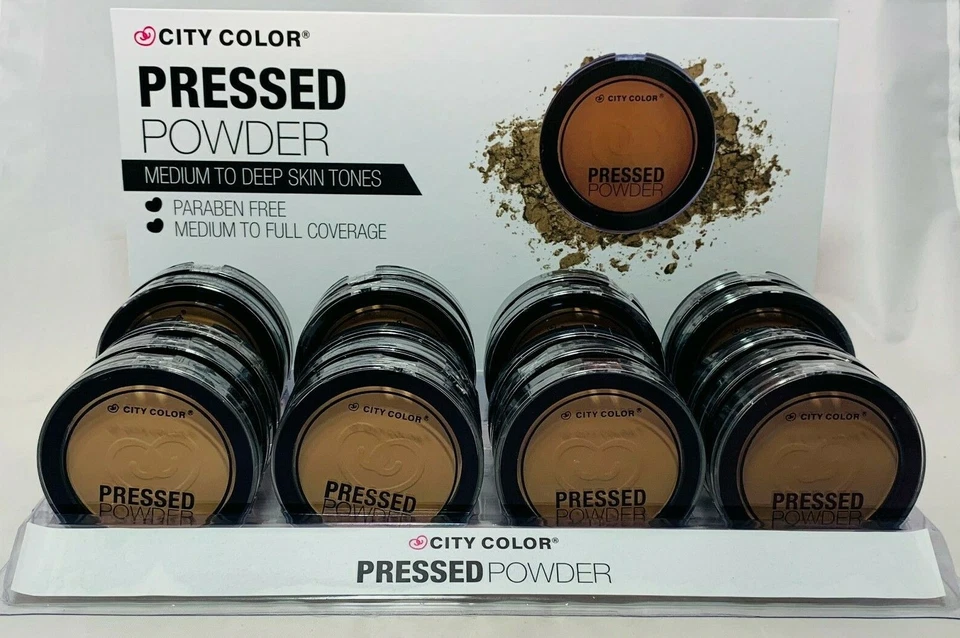 CITY COLOR®
PRESSED
POWDER
MEDIUM TO DEEP SKIN TONES
PARABEN FREE
MEDIUM TO FULL COVERAGE
CITY COLOR®
PRESSED
POWDER
CITY COLOR®
PRESSED
POWDER
CITY COLOR®
PRESSED
POWDER
CITY COLOR®
PRESSED
POWDER
CITY COLOR®
PRESSED
POWDER
CITY COLOR®
PRESSED POWDER